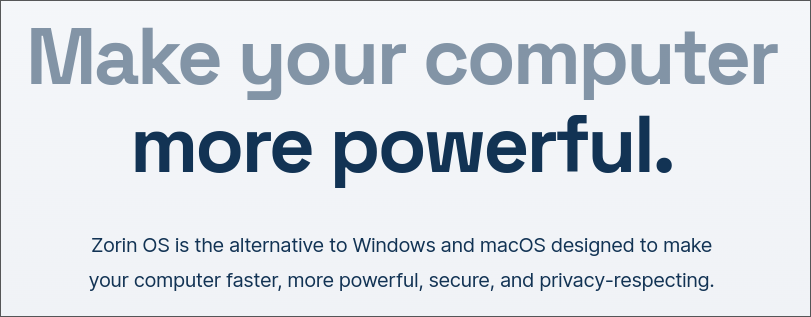 Make your computer
more powerful.
Zorin OS is the alternative to Windows and macOS designed to make
your computer faster, more powerful, secure, and privacy-respecting.